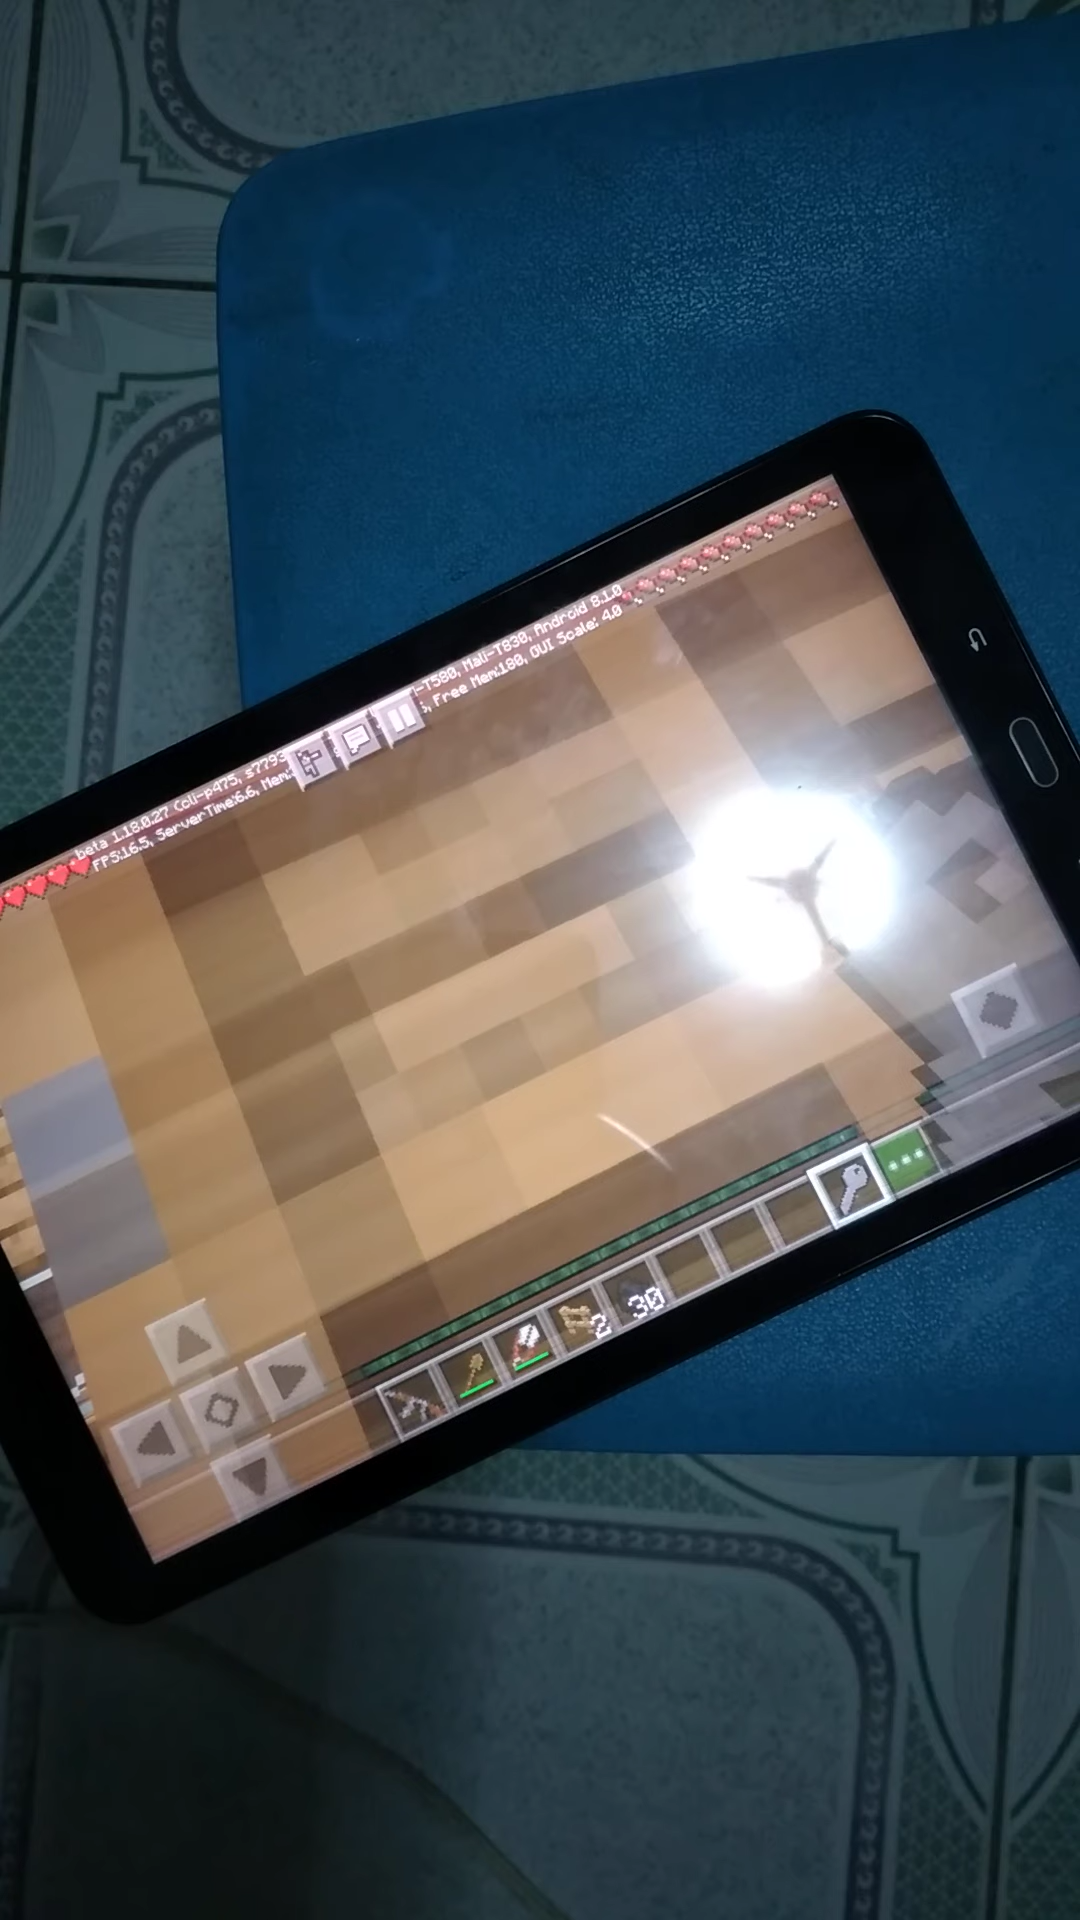 beta 1.18.0.27 (cli-p475, s7793
-T580, Mali-T830, Android 8.1.0
FPS:16.5, ServerTime:6.6, Mem:
, Free Mem:180, GUI Scale: 4.0
2
30